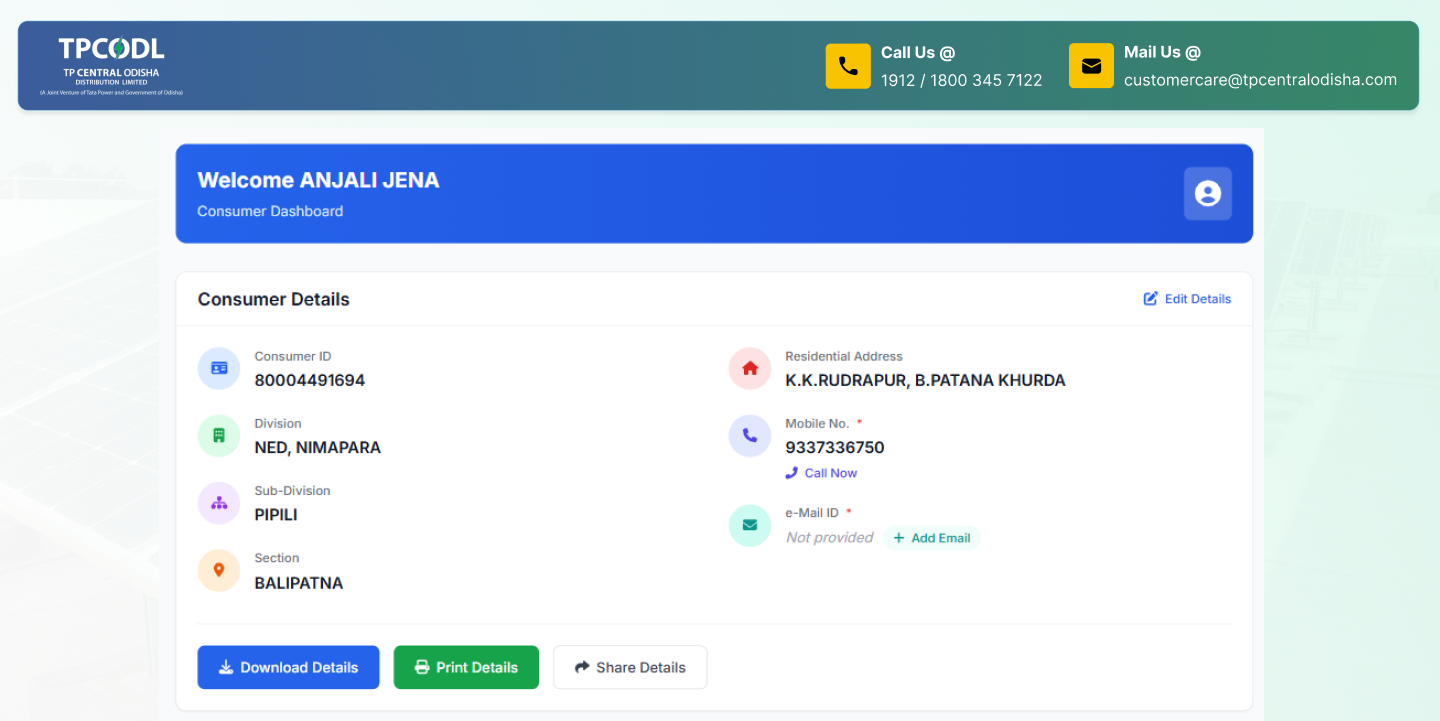 TPCODL
TP CENTRAL ODISHA
DISTRIBUTION LIMITED
(A Joint Venture of Tata Power and Government of Odisha)
Call Us @
1912 / 1800 345 7122
Mail Us @
customercare@tpcentralodisha.com
Welcome ANJALI JENA
Consumer Dashboard
Consumer Details
Edit Details
Consumer ID
80004491694
Division
NED, NIMAPARA
Sub-Division
PIPILI
Section
BALIPATNA
Residential Address
K.K.RUDRAPUR, B.PATANA KHURDA
Mobile No. *
9337336750
Call Now
e-Mail ID *
Not provided + Add Email
Download Details
Print Details
Share Details